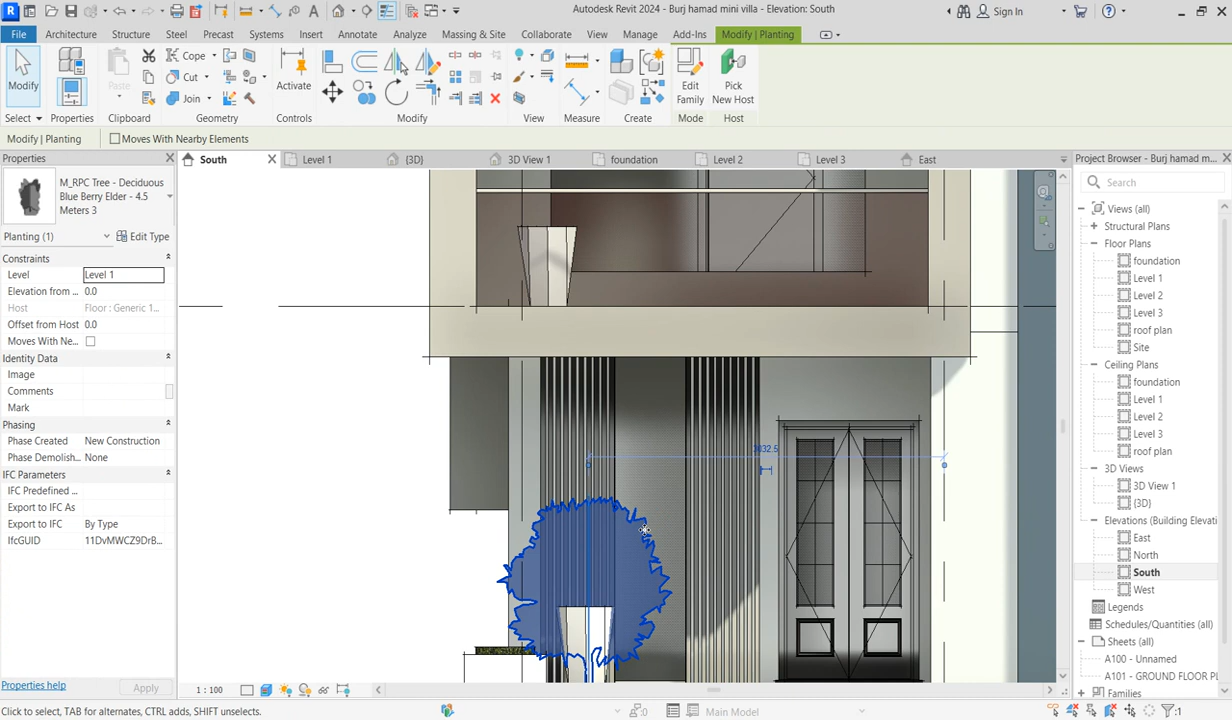 Autodesk Revit 2024 - Burj hamad mini villa - Elevation: South
Sign In
File Architecture Structure Steel Precast Systems Insert Annotate Analyze Massing & Site Collaborate View Manage Add-Ins Modify | Planting
Modify
Select
Properties
Paste
Clipboard
Cope
Cut
Join
Geometry
Activate
Controls
Modify
View
Measure
Create
Edit
Family
Mode
Pick
New Host
Host
Modify | Planting Moves With Nearby Elements
Properties
South Level 1 {3D} 3D View 1 foundation Level 2 Level 3 East
Project Browser - Burj hamad m...
M_RPC Tree - Deciduous
Blue Berry Elder - 4.5
Meters 3
Planting (1) Edit Type
Constraints
Level Level 1
Elevation from ... 0.0
Host Floor : Generic 1...
Offset from Host 0.0
Moves With Ne...
Identity Data
Image
Comments
Mark
Phasing
Phase Created New Construction
Phase Demolish... None
IFC Parameters
IFC Predefined ...
Export to IFC As
Export to IFC By Type
IfcGUID 11DvMWCZ9DrB...
Properties help Apply
Search
Views (all)
Structural Plans
Floor Plans
foundation
Level 1
Level 2
Level 3
roof plan
Site
Ceiling Plans
foundation
Level 1
Level 2
Level 3
roof plan
3D Views
3D View 1
{3D}
Elevations (Building Elevati
East
North
South
West
Legends
Schedules/Quantities (all)
Sheets (all)
A100 - Unnamed
A101 - GROUND FLOOR PL
Families
1 : 100
Click to select, TAB for alternates, CTRL adds, SHIFT unselects.
:0
Main Model
:1